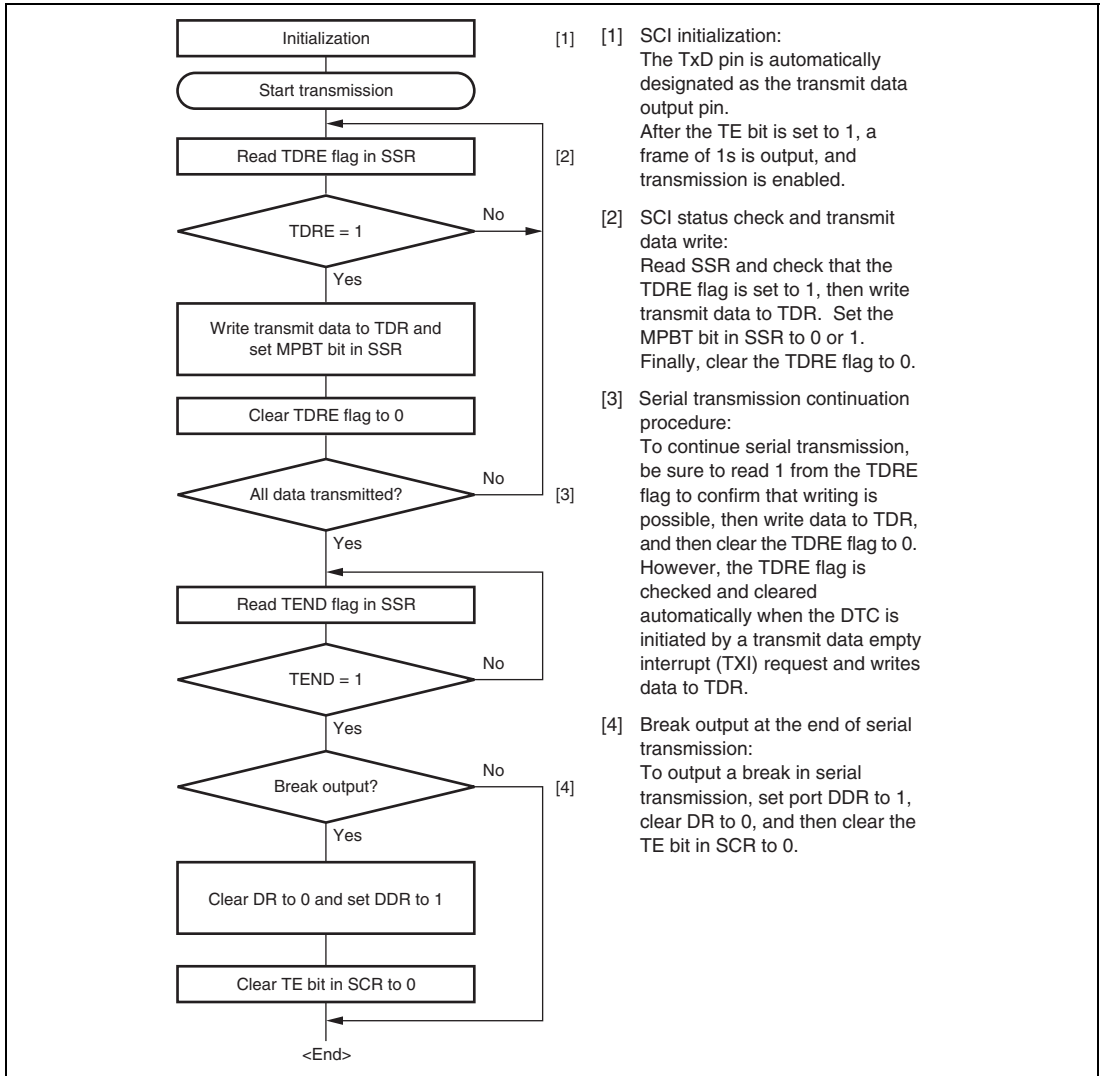 Initialization
[1]
Start transmission
Read TDRE flag in SSR
[2]
TDRE = 1
No
Yes
Write transmit data to TDR and
set MPBT bit in SSR
Clear TDRE flag to 0
All data transmitted?
No
[3]
Yes
Read TEND flag in SSR
TEND = 1
No
Yes
Break output?
No
[4]
Yes
Clear DR to 0 and set DDR to 1
Clear TE bit in SCR to 0
<End>
[1] SCI initialization:
The TxD pin is automatically
designated as the transmit data
output pin.
After the TE bit is set to 1, a
frame of 1s is output, and
transmission is enabled.
[2] SCI status check and transmit
data write:
Read SSR and check that the
TDRE flag is set to 1, then write
transmit data to TDR. Set the
MPBT bit in SSR to 0 or 1.
Finally, clear the TDRE flag to 0.
[3] Serial transmission continuation
procedure:
To continue serial transmission,
be sure to read 1 from the TDRE
flag to confirm that writing is
possible, then write data to TDR,
and then clear the TDRE flag to 0.
However, the TDRE flag is
checked and cleared
automatically when the DTC is
initiated by a transmit data empty
interrupt (TXI) request and writes
data to TDR.
[4] Break output at the end of serial
transmission:
To output a break in serial
transmission, set port DDR to 1,
clear DR to 0, and then clear the
TE bit in SCR to 0.